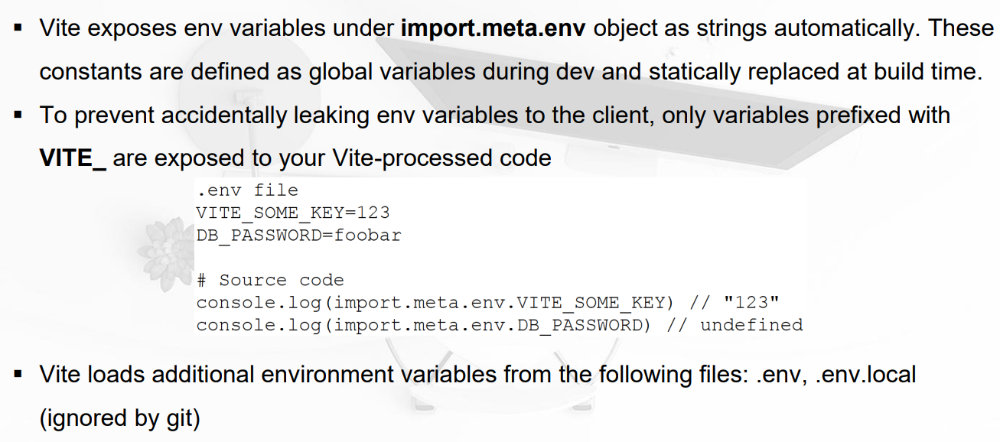 ▪ Vite exposes env variables under import.meta.env object as strings automatically. These
constants are defined as global variables during dev and statically replaced at build time.
▪ To prevent accidentally leaking env variables to the client, only variables prefixed with
VITE_ are exposed to your Vite-processed code
.env file
VITE_SOME_KEY=123
DB_PASSWORD=foobar
# Source code
console.log(import.meta.env.VITE_SOME_KEY) // "123"
console.log(import.meta.env.DB_PASSWORD) // undefined
▪ Vite loads additional environment variables from the following files: .env, .env.local
(ignored by git)